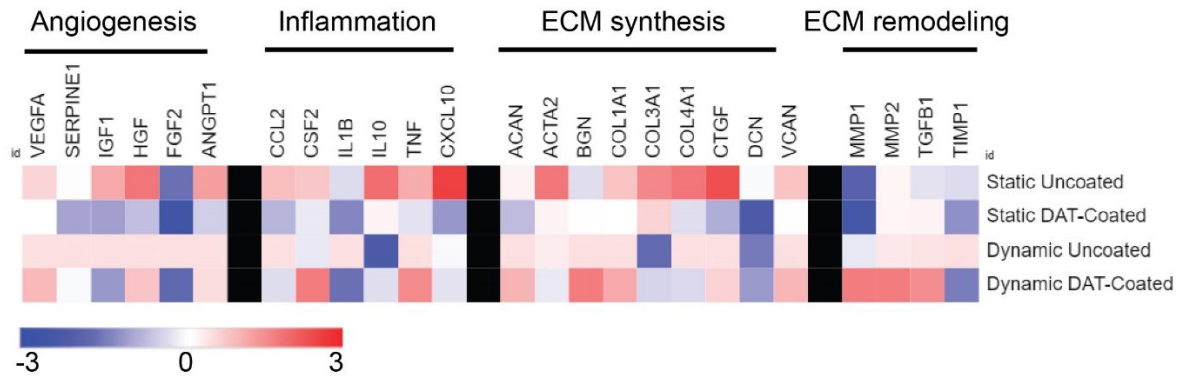 Angiogenesis Inflammation ECM synthesis ECM remodeling
id VEGFA SERPINE1 IGF1 HGF FGF2 ANGPT1 CCL2 CSF2 IL1B IL10 TNF CXCL10 ACAN ACTA2 BGN COL1A1 COL3A1 COL4A1 CTGF DCN VCAN MMP1 MMP2 TGFB1 TIMP1 id
Static Uncoated
Static DAT-Coated
Dynamic Uncoated
Dynamic DAT-Coated
-3 0 3